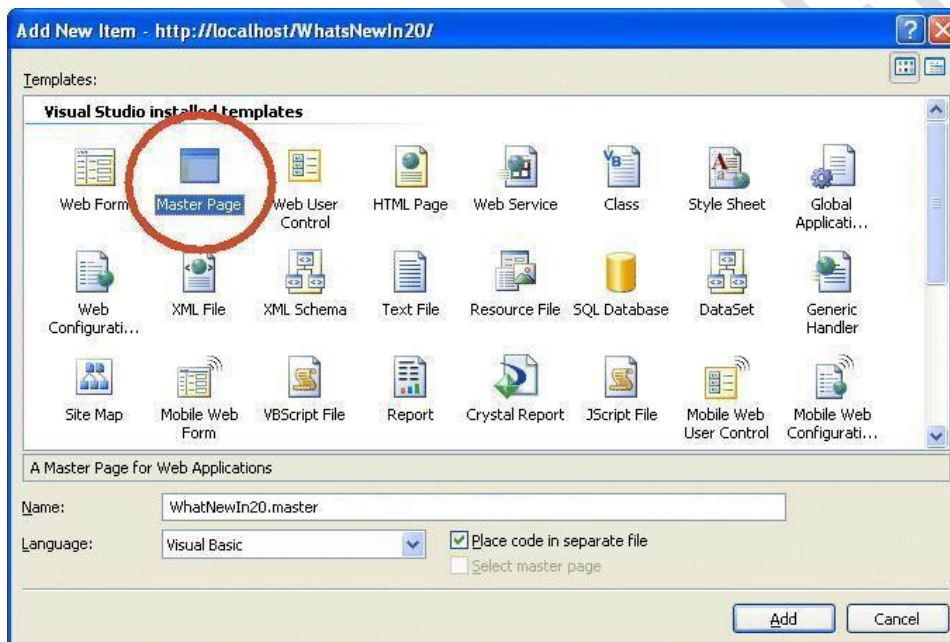 Add New Item - http://localhost/WhatsNewIn20/
Templates:
Visual Studio installed templates
Web Form
Master Page
Web User
Control
HTML Page
Web Service
Class
Style Sheet
Global
Applicati...
Web
Configurati...
XML File
XML Schema
Text File
Resource File
SQL Database
DataSet
Generic
Handler
Site Map
Mobile Web
Form
VBScript File
Report
Crystal Report
JScript File
Mobile Web
User Control
Mobile Web
Configurati...
A Master Page for Web Applications
Name:
WhatNewIn20.master
Language:
Visual Basic
Place code in separate file
Select master page
Add
Cancel